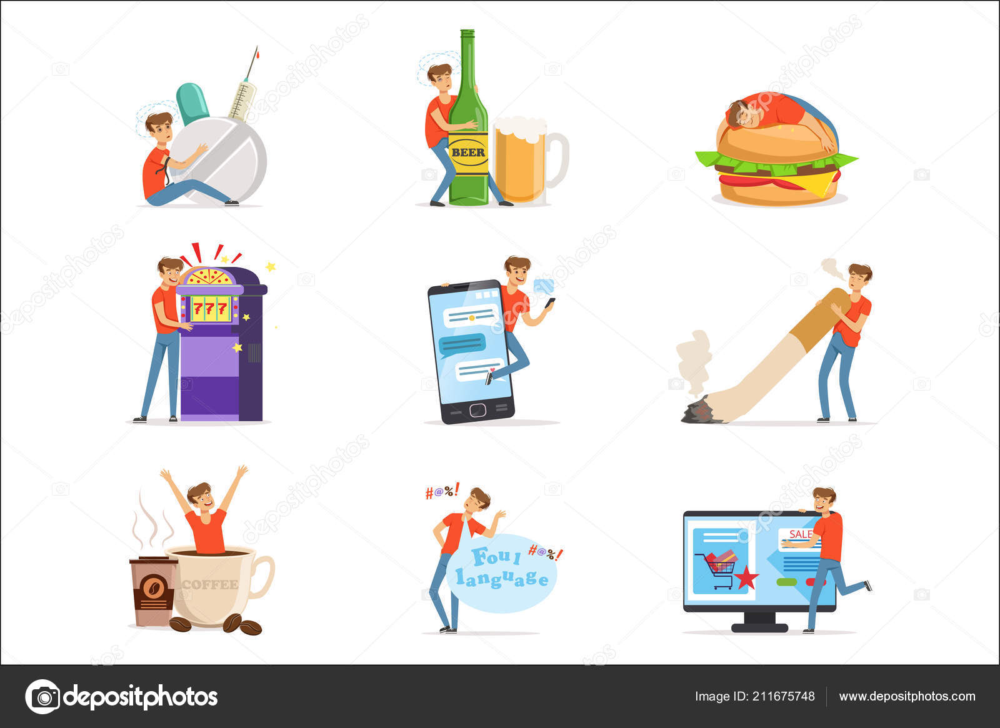 BEER
777
COFFEE
#@%!
Foul
language
#@%!
SALE
depositphotos
Image ID: 211675748
www.depositphotos.com